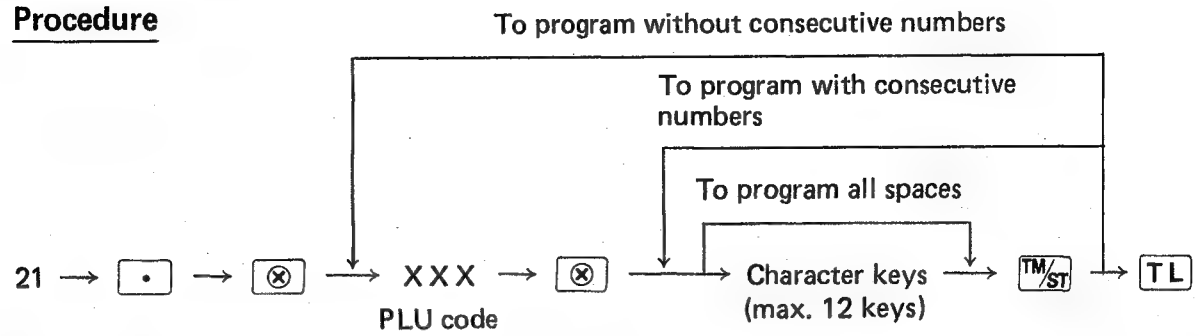 Procedure
To program without consecutive numbers
To program with consecutive
numbers
To program all spaces
21 → [•] → [⊗] → XXX → [⊗] → Character keys → [TM/ST] → [TL]
PLU code
(max. 12 keys)